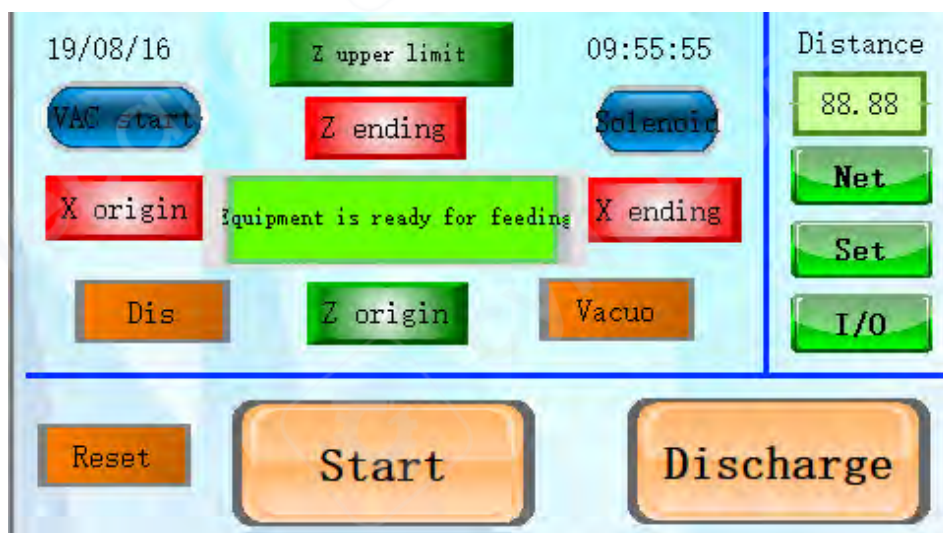 19/08/16
Z upper limit
09:55:55
Distance
VAC start
Z ending
Solenoid
88.88
X origin
Equipment is ready for feeding
X ending
Net
Set
Dis
Z origin
Vacuo
I/O
Reset
Start
Discharge